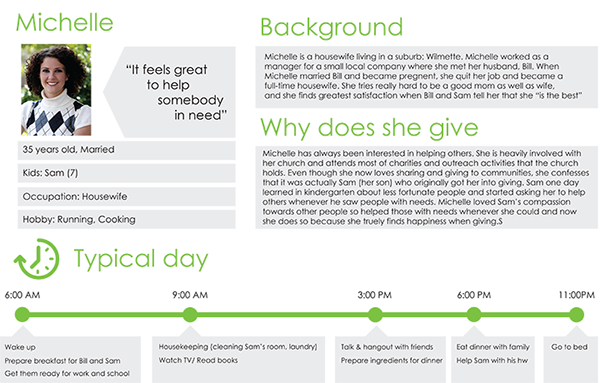 Michelle
"It feels great
to help
somebody
in need"
35 years old, Married
Kids: Sam (7)
Occupation: Housewife
Hobby: Running, Cooking
Background
Michelle is a housewife living in a suburb; Wilmette. Michelle worked as a
manager for a small local company where she met her husband, Bill. When
Michelle married Bill and became pregnent, she quit her job and became a
full-time housewife. She tries really hard to be a good mom as well as wife,
and she finds greatest satisfaction when Bill and Sam tell her that she "is the best"
Why does she give
Michelle has always been interested in helping others. She is heavily involved with
her church and attends most of charities and outreach activities that the church
holds. Even though she now loves sharing and giving to communities, she confesses
that it was actually Sam (her son) who originally got her into giving. Sam one day
learned in kindergarten about less fortunate people and started asking her to help
others whenever he saw people with needs. Michelle loved Sam's compassion
towards other people so helped those with needs whenever she could and now
she does so because she truely finds happiness when giving.S
Typical day
6:00 AM
9:00 AM
3:00 PM
6:00 PM
11:00PM
Wake up
Prepare breakfast for Bill and Sam
Get them ready for work and school
Housekeeping (cleaning Sam's room, laundry)
Watch TV/ Read books
Talk & hangout with friends
Prepare ingredients for dinner
Eat dinner with family
Help Sam with his hw
Go to bed